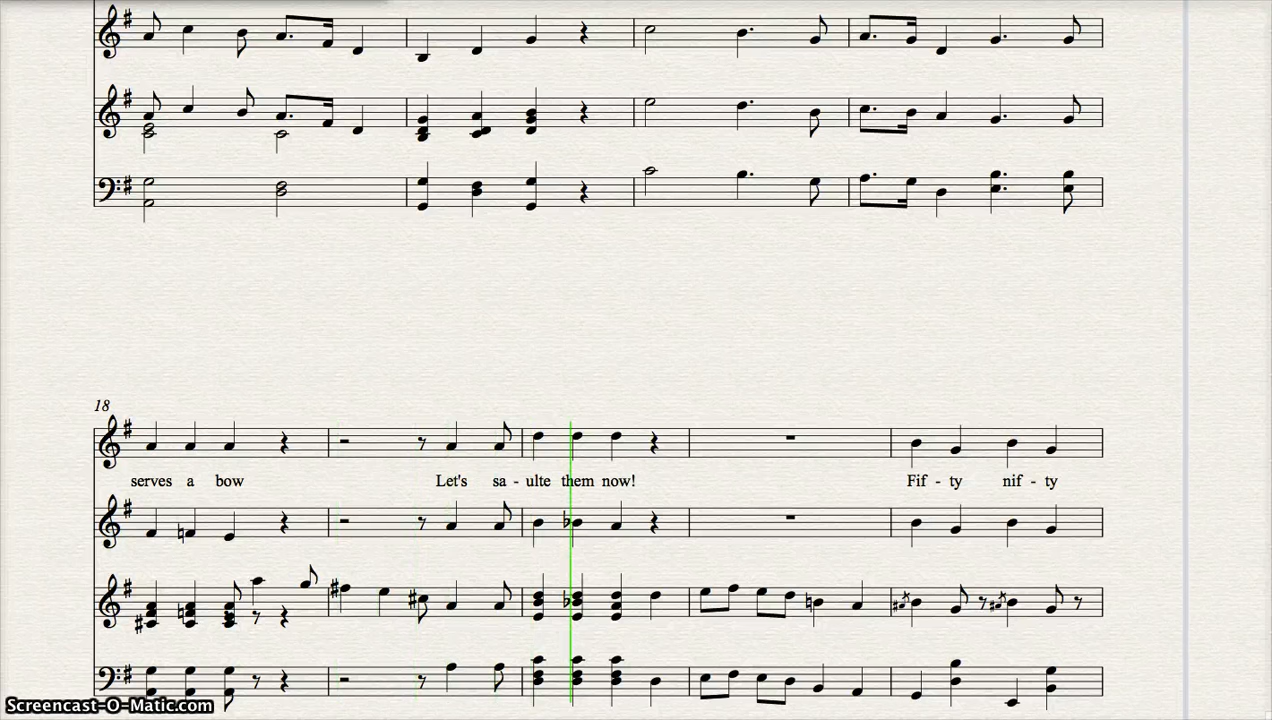 18
serves a bow Let's sa - ulte them now! Fif - ty nif - ty
Screencast-O-Matic.com